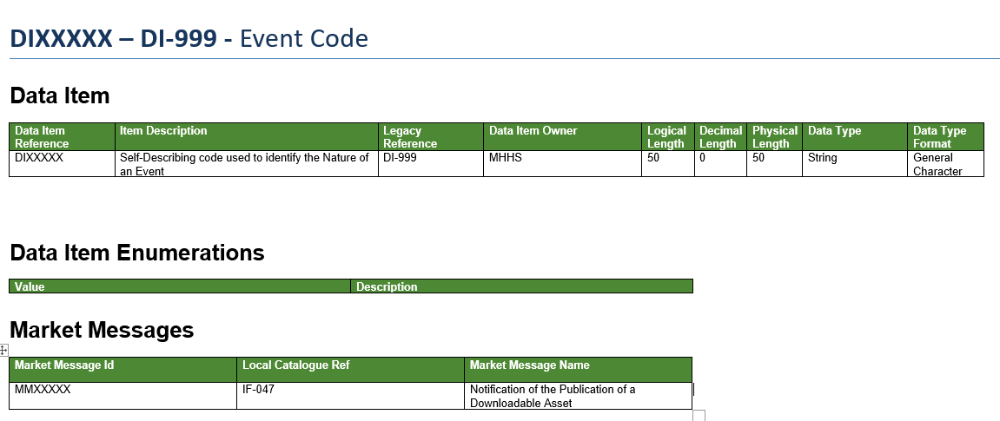 DIXXXXX – DI-999 - Event Code
Data Item
Data Item Reference Item Description Legacy Reference Data Item Owner Logical Length Decimal Length Physical Length Data Type Data Type Format
DIXXXXX Self-Describing code used to identify the Nature of an Event DI-999 MHHS 50 0 50 String General Character
Data Item Enumerations
Value Description
Market Messages
Market Message Id Local Catalogue Ref Market Message Name
MMXXXXX IF-047 Notification of the Publication of a Downloadable Asset